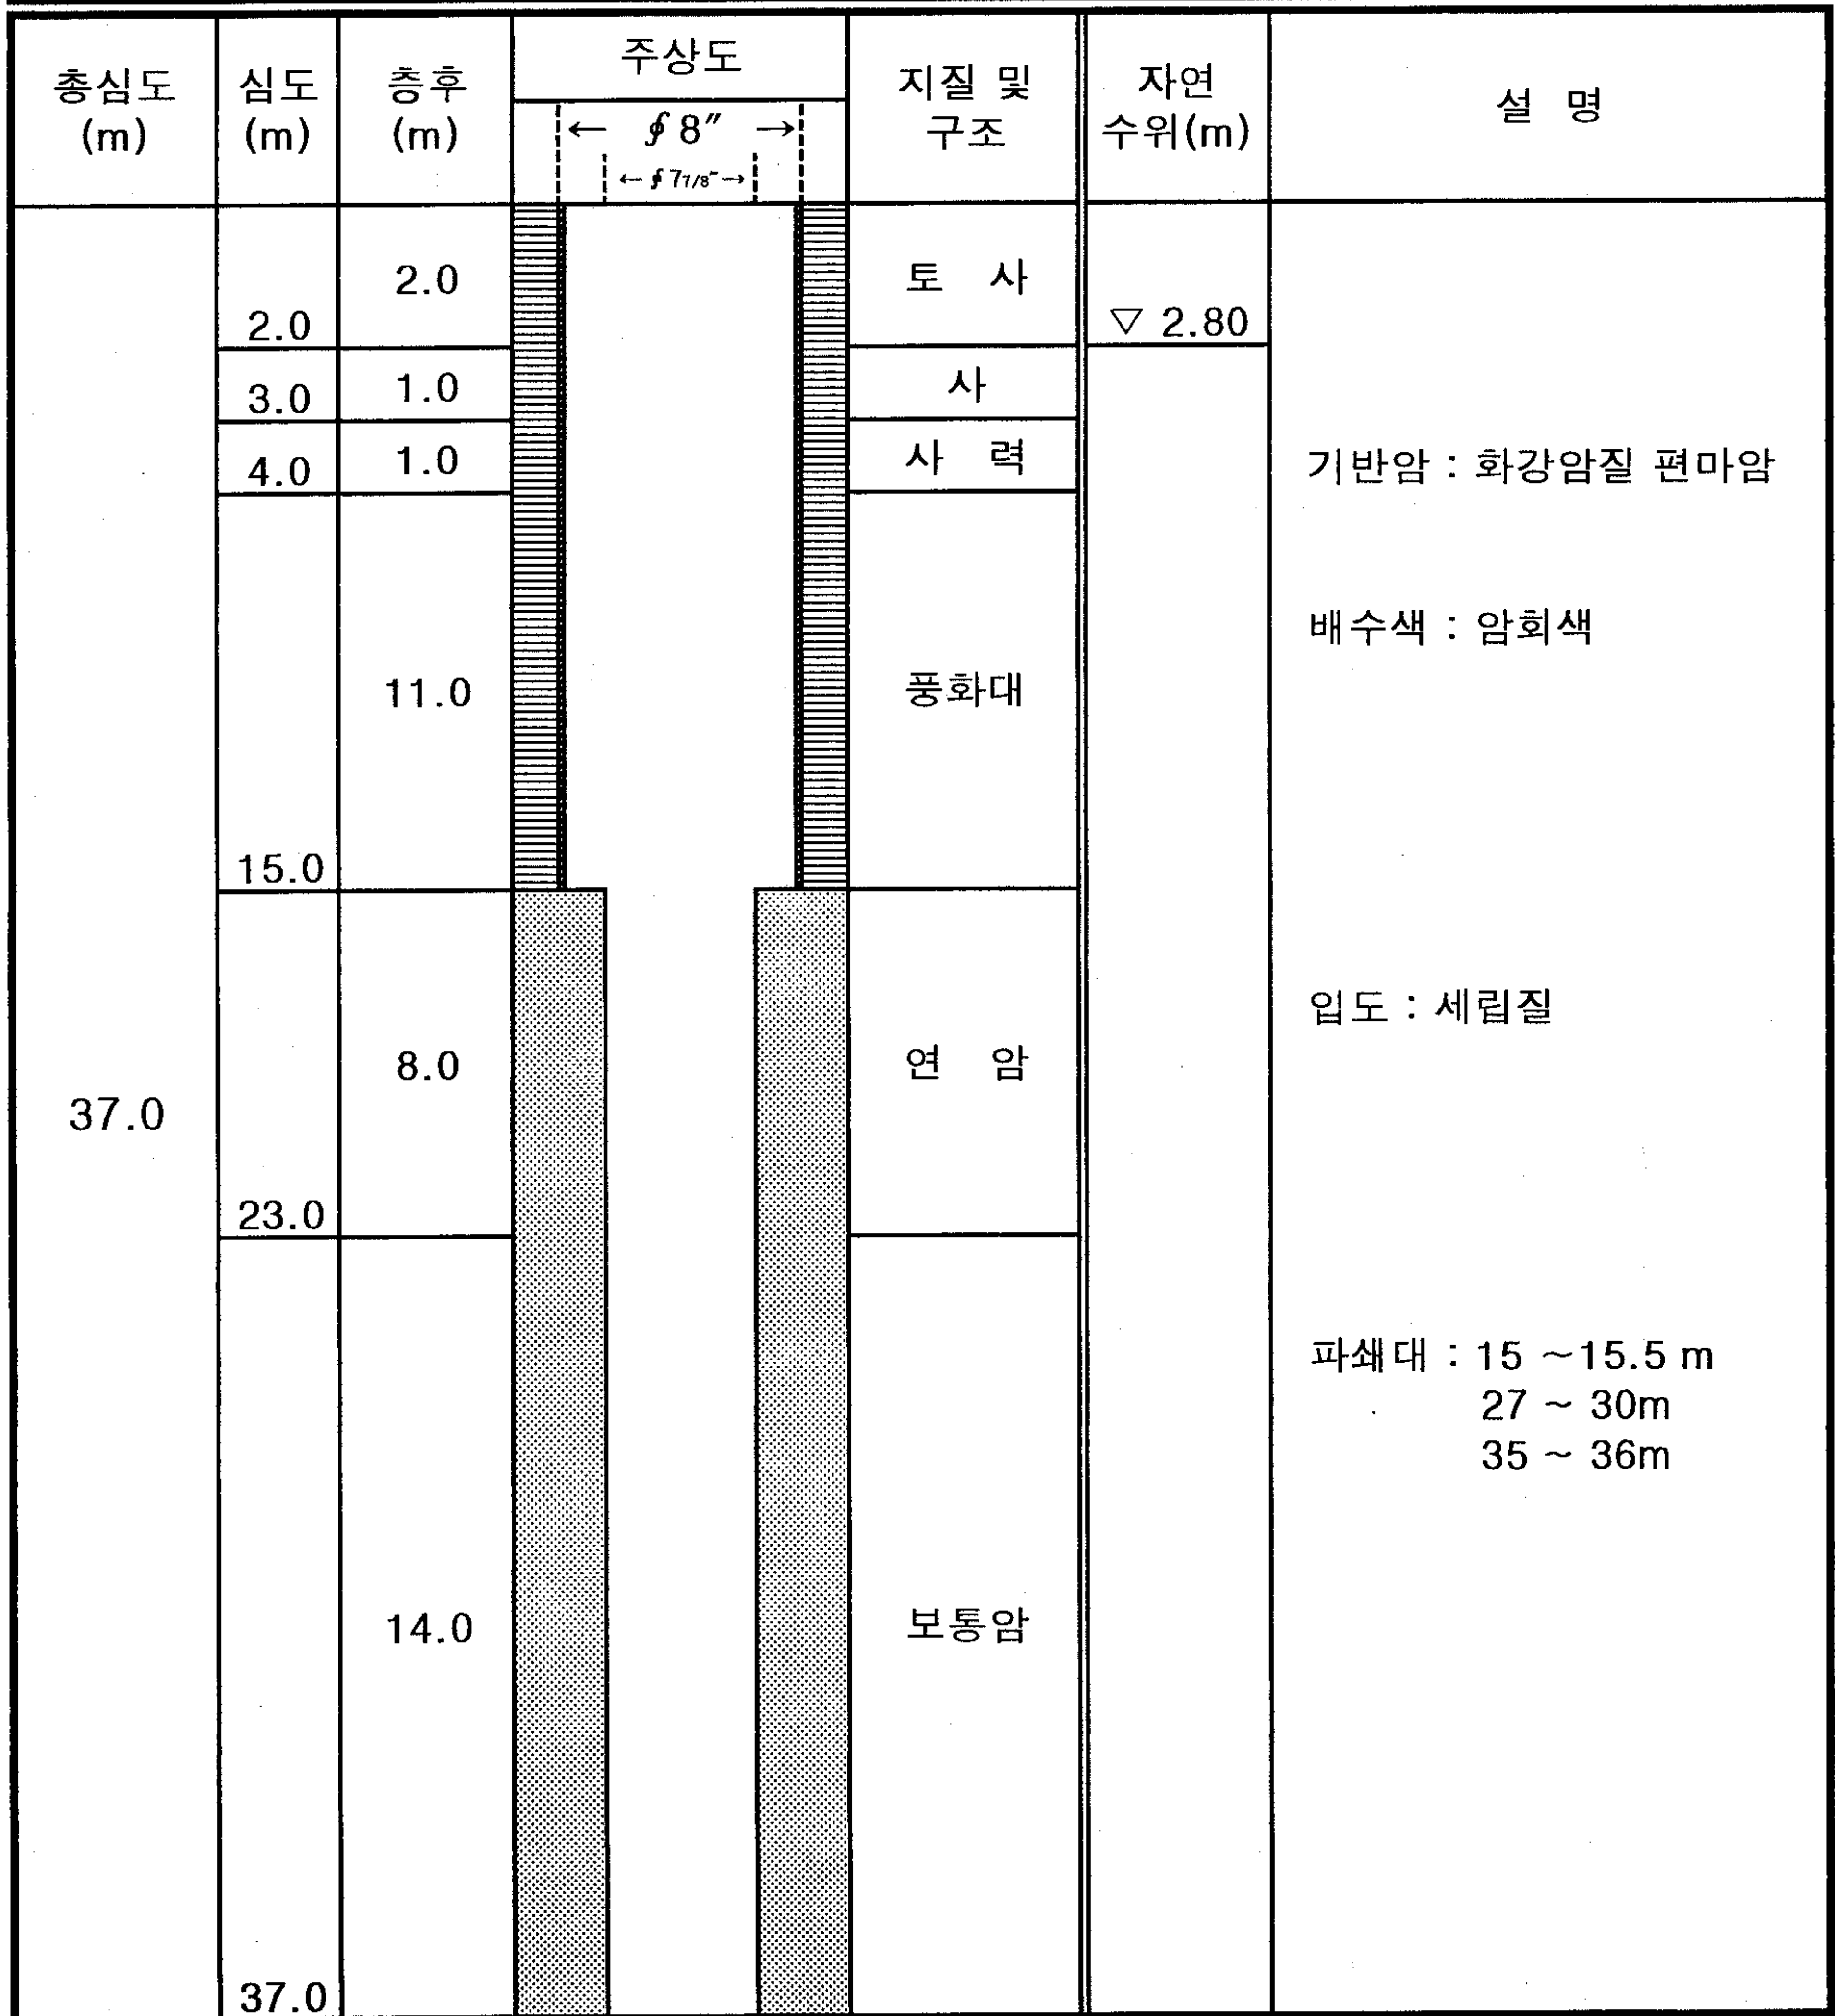 총심도
(m)
심도
(m)
층후
(m)
주상도
← ∮ 8″ →
← ∮ 7 7/8″ →
지질 및
구조
자연
수위(m)
설 명
37.0
2.0
2.0
토 사
▽ 2.80
3.0
1.0
사
4.0
1.0
사 력
15.0
11.0
풍화대
23.0
8.0
연 암
37.0
14.0
보통암
기반암 : 화강암질 편마암
배수색 : 암회색
입도 : 세립질
파쇄대 : 15 ~15.5 m
27 ~ 30m
35 ~ 36m